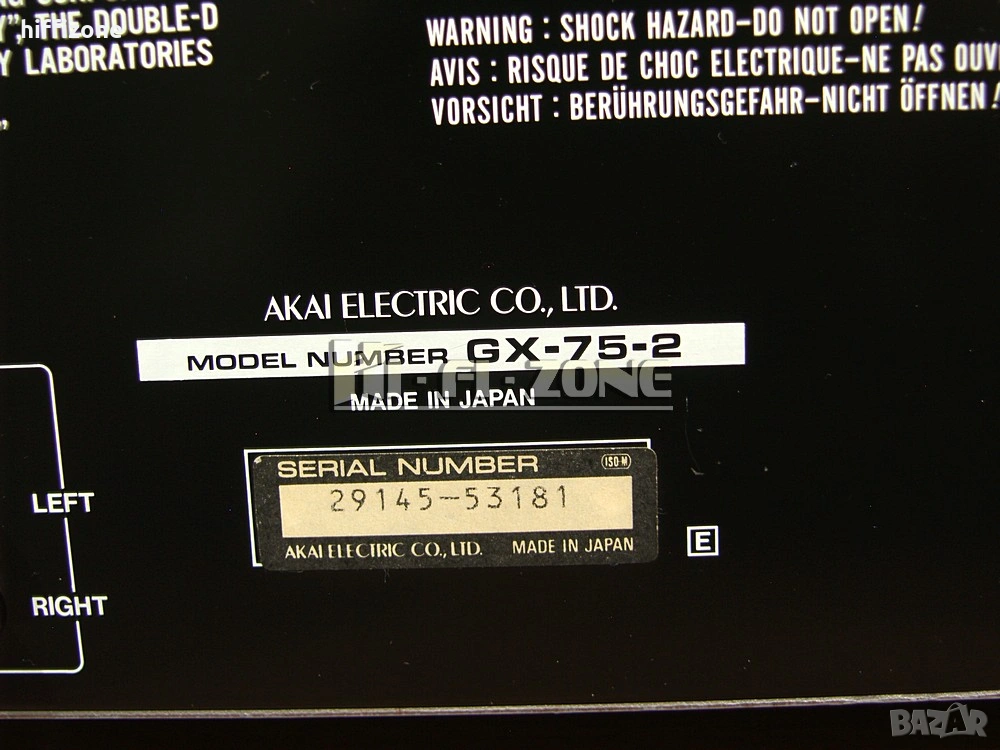 hififizone
Y", THE DOUBLE-D
Y LABORATORIES
WARNING : SHOCK HAZARD–DO NOT OPEN!
AVIS : RISQUE DE CHOC ELECTRIQUE–NE PAS OUV
VORSICHT : BERÜHRUNGSGEFAHR–NICHT ÖFFNEN!
AKAI ELECTRIC CO., LTD.
MODEL NUMBER GX-75-2
Hi-Fi-ZONE
MADE IN JAPAN
SERIAL NUMBER ISO-M
29145-53181
AKAI ELECTRIC CO., LTD. MADE IN JAPAN
E
LEFT
RIGHT
BAZAR